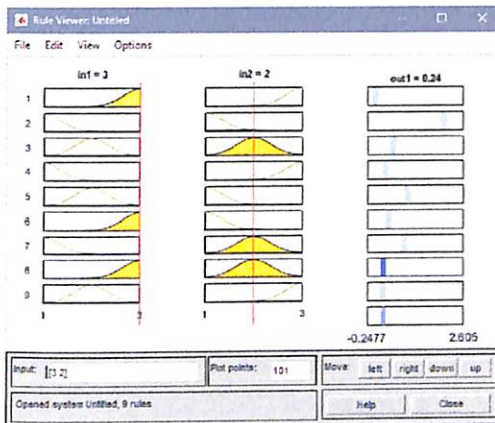 Rule Viewer: Untitled
File Edit View Options
in1 = 3 in2 = 2 out1 = 0.24
1
2
3
4
5
6
7
8
9
1 3 1 3
-0.2477 2.605
Input: [3 2] Plot points: 101 Move: left right down up
Opened system Untitled, 9 rules Help Close